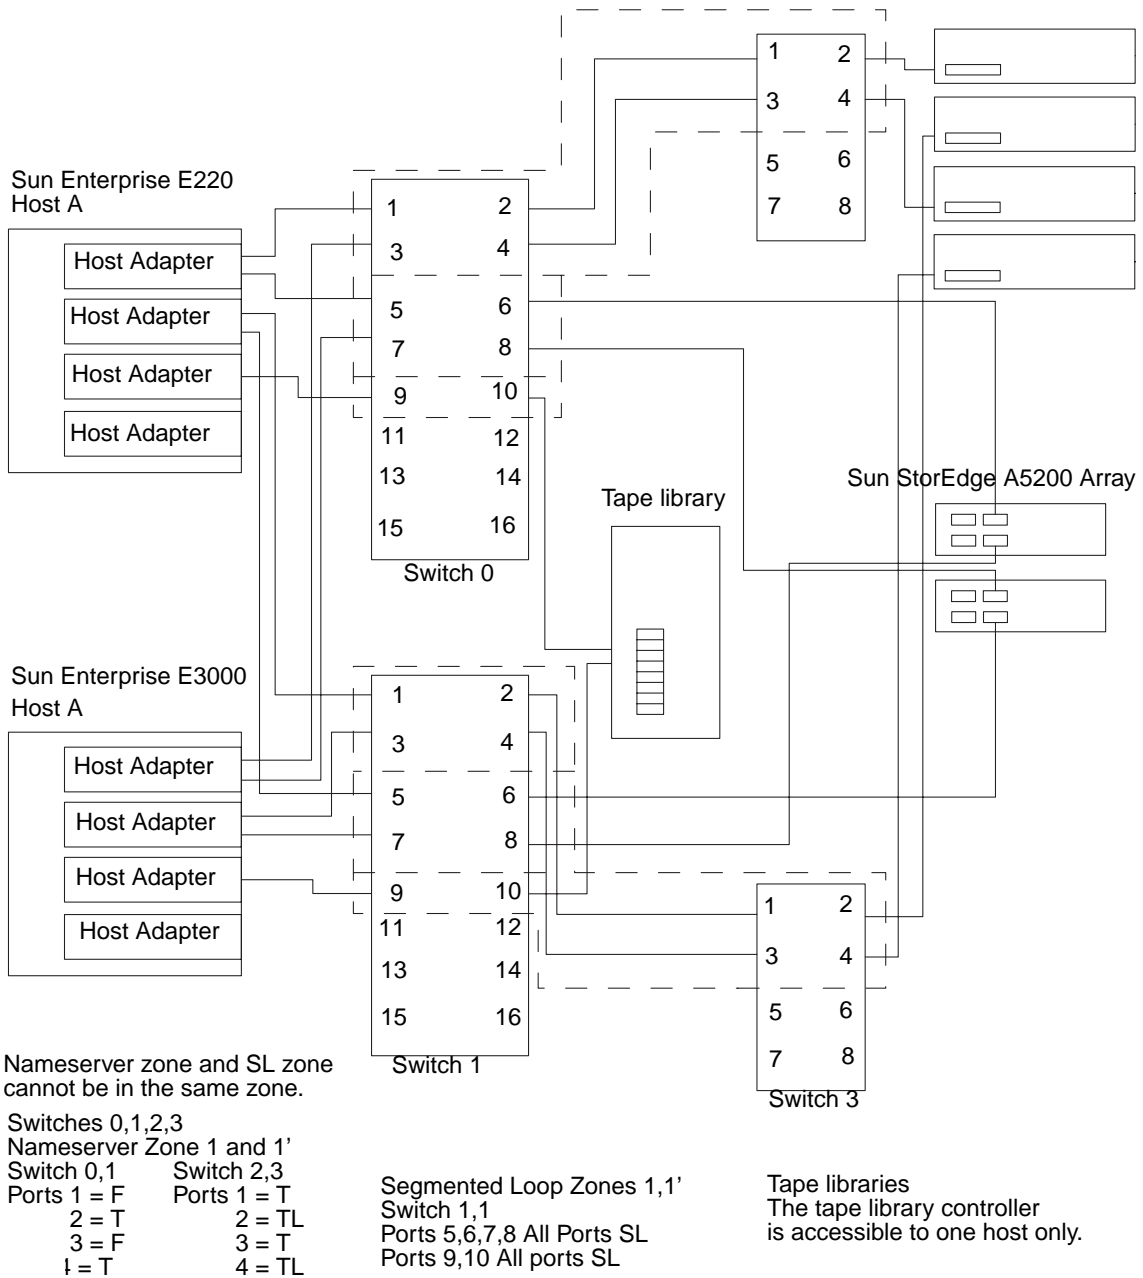 1 2
3 4
5 6
7 8
Sun Enterprise E220
Host A
Host Adapter
Host Adapter
Host Adapter
Host Adapter
1 2
3 4
5 6
7 8
9 10
11 12
13 14
15 16
Switch 0
Tape library
Sun StorEdge A5200 Array
Sun Enterprise E3000
Host A
Host Adapter
Host Adapter
Host Adapter
Host Adapter
1 2
3 4
5 6
7 8
9 10
11 12
13 14
15 16
Switch 1
1 2
3 4
5 6
7 8
Switch 3
Nameserver zone and SL zone
cannot be in the same zone.
Switches 0,1,2,3
Nameserver Zone 1 and 1’
Switch 0,1 Switch 2,3
Ports 1 = F Ports 1 = T
2 = T 2 = TL
3 = F 3 = T
= T 4 = TL
Segmented Loop Zones 1,1’
Switch 1,1
Ports 5,6,7,8 All Ports SL
Ports 9,10 All ports SL
Tape libraries
The tape library controller
is accessible to one host only.